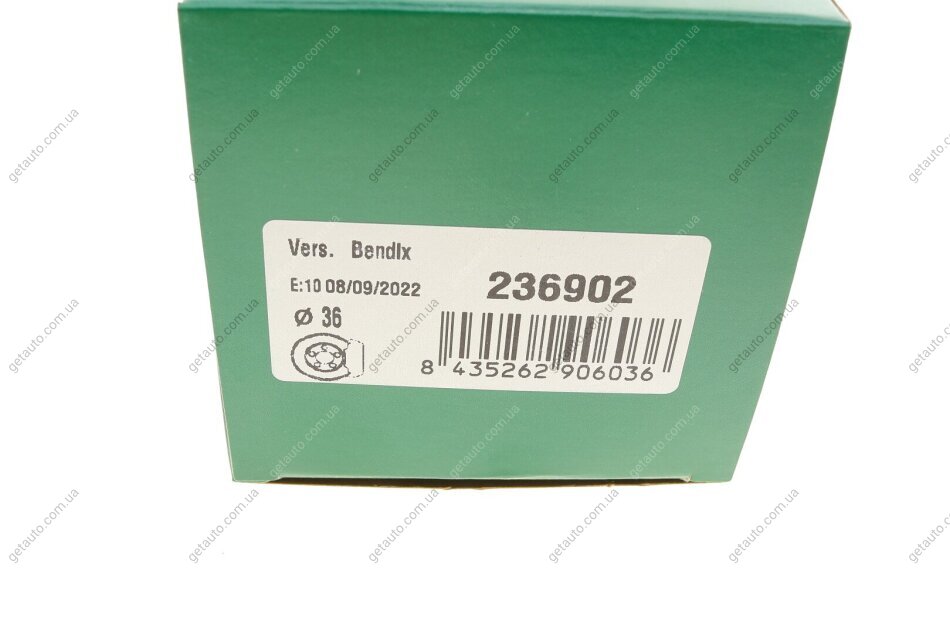 Vers. Bendix
E:10 08/09/2022
236902
Ø 36
8 435262 906036
getauto.com.ua